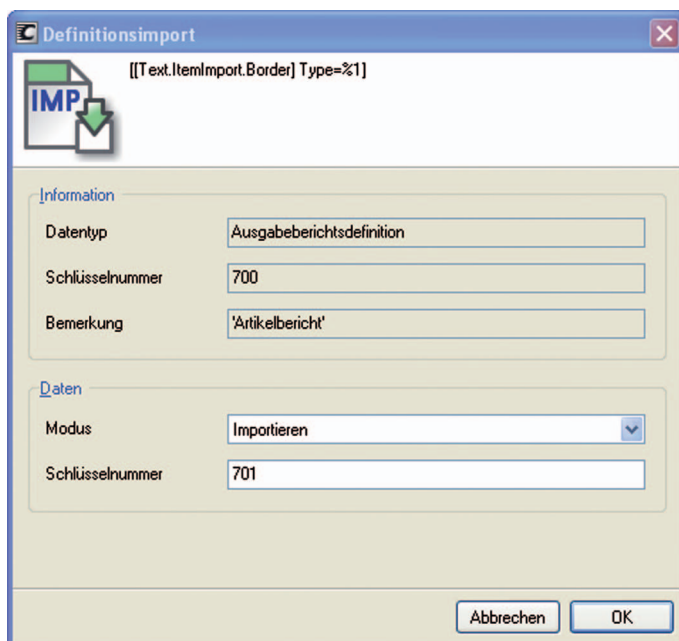 Definitionsimport
[[Text.ItemImport.Border] Type=%1]
IMP
Information
Datentyp Ausgabeberichtsdefinition
Schlüsselnummer 700
Bemerkung 'Artikelbericht'
Daten
Modus Importieren
Schlüsselnummer 701
Abbrechen OK